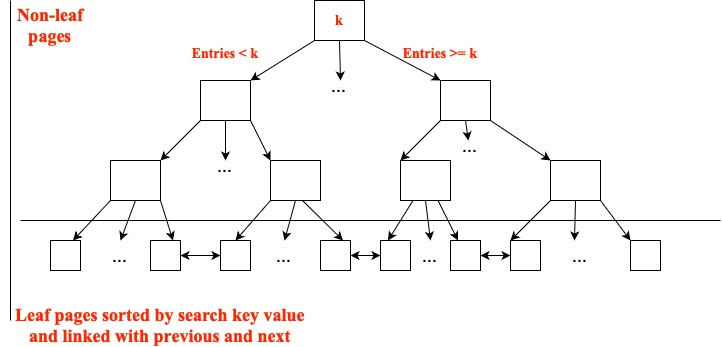 Non-leaf
pages
k
Entries < k
Entries >= k
...
...
...
...
...
...
...
Leaf pages sorted by search key value
and linked with previous and next